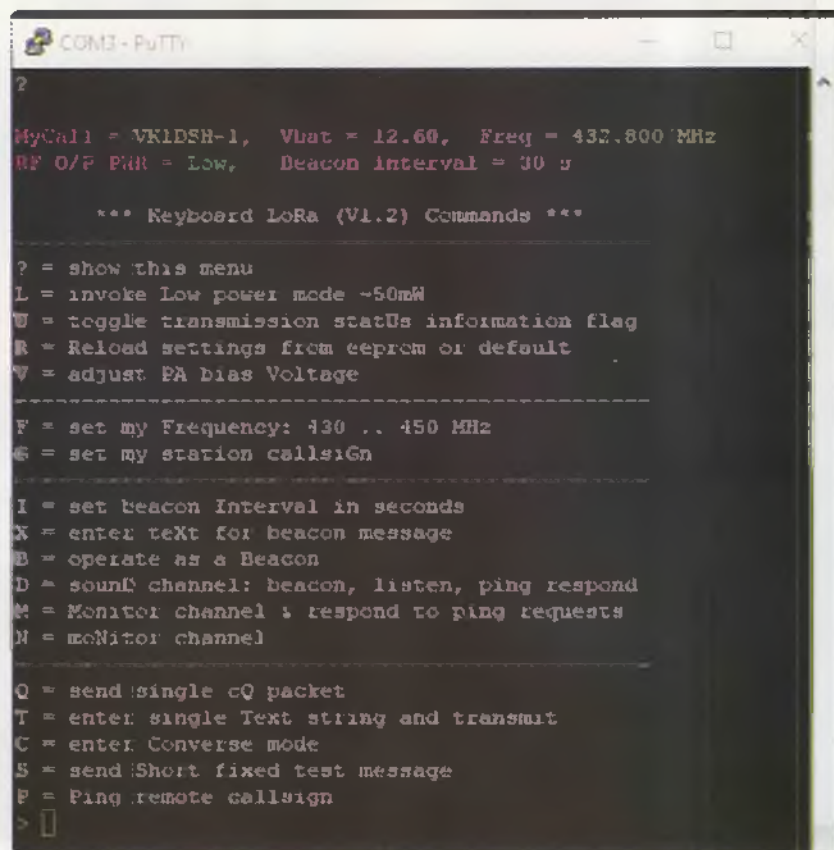 COM3 - PuTTY
?
MyCall = VK1DSH-1, Vbat = 12.60, Freq = 432.800 MHz
RF O/P PWR = Low, Beacon interval = 30 s
*** Keyboard LoRa (V1.2) Commands ***
? = show this menu
L = invoke Low power mode ~50mW
U = toggle transmission statUs information flag
R = Reload settings from eeprom or default
V = adjust PA bias Voltage
F = set my Frequency: 430 .. 450 MHz
G = set my station callsiGn
I = set beacon Interval in seconds
X = enter teXt for beacon message
B = operate as a Beacon
D = sounD channel: beacon, listen, ping respond
M = Monitor channel & respond to ping requests
N = moNitor channel
Q = send single cQ packet
T = enter single Text string and transmit
C = enter Converse mode
S = send Short fixed test message
P = Ping remote callsign
>